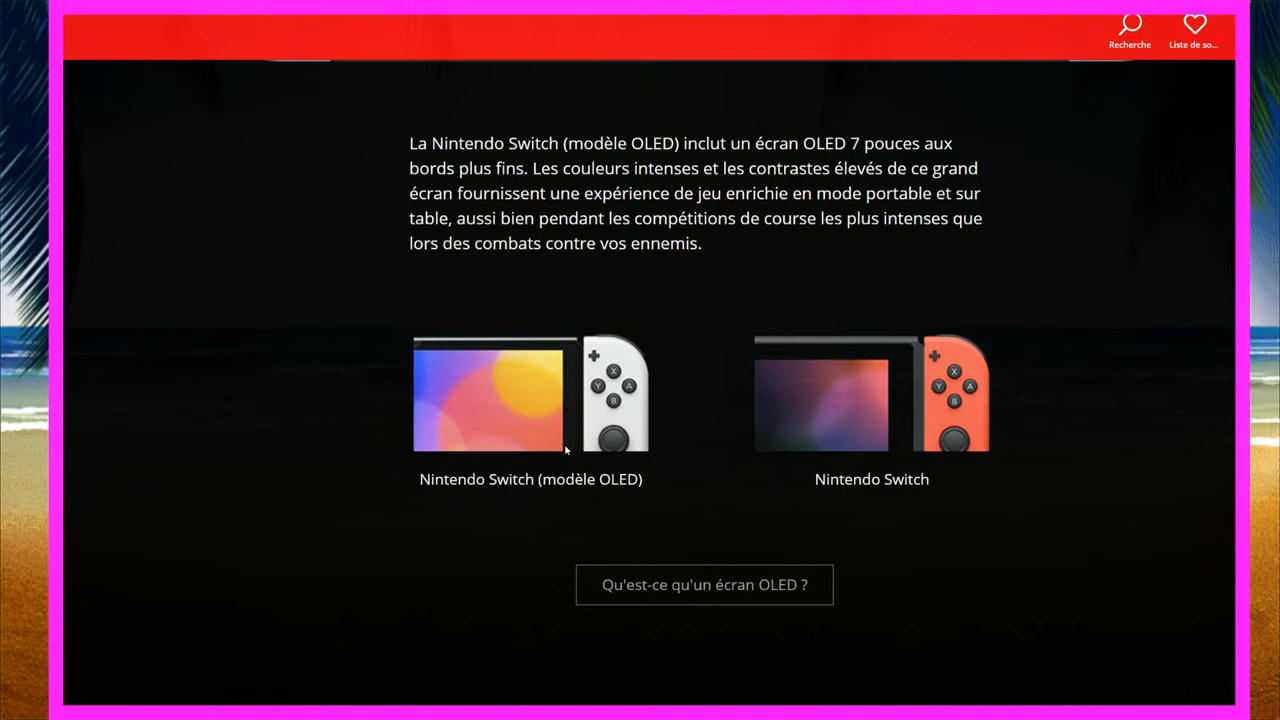 Recherche
Liste de so...
La Nintendo Switch (modèle OLED) inclut un écran OLED 7 pouces aux
bords plus fins. Les couleurs intenses et les contrastes élevés de ce grand
écran fournissent une expérience de jeu enrichie en mode portable et sur
table, aussi bien pendant les compétitions de course les plus intenses que
lors des combats contre vos ennemis.
X
Y
A
B
X
Y
A
B
Nintendo Switch (modèle OLED)
Nintendo Switch
Qu'est-ce qu'un écran OLED ?